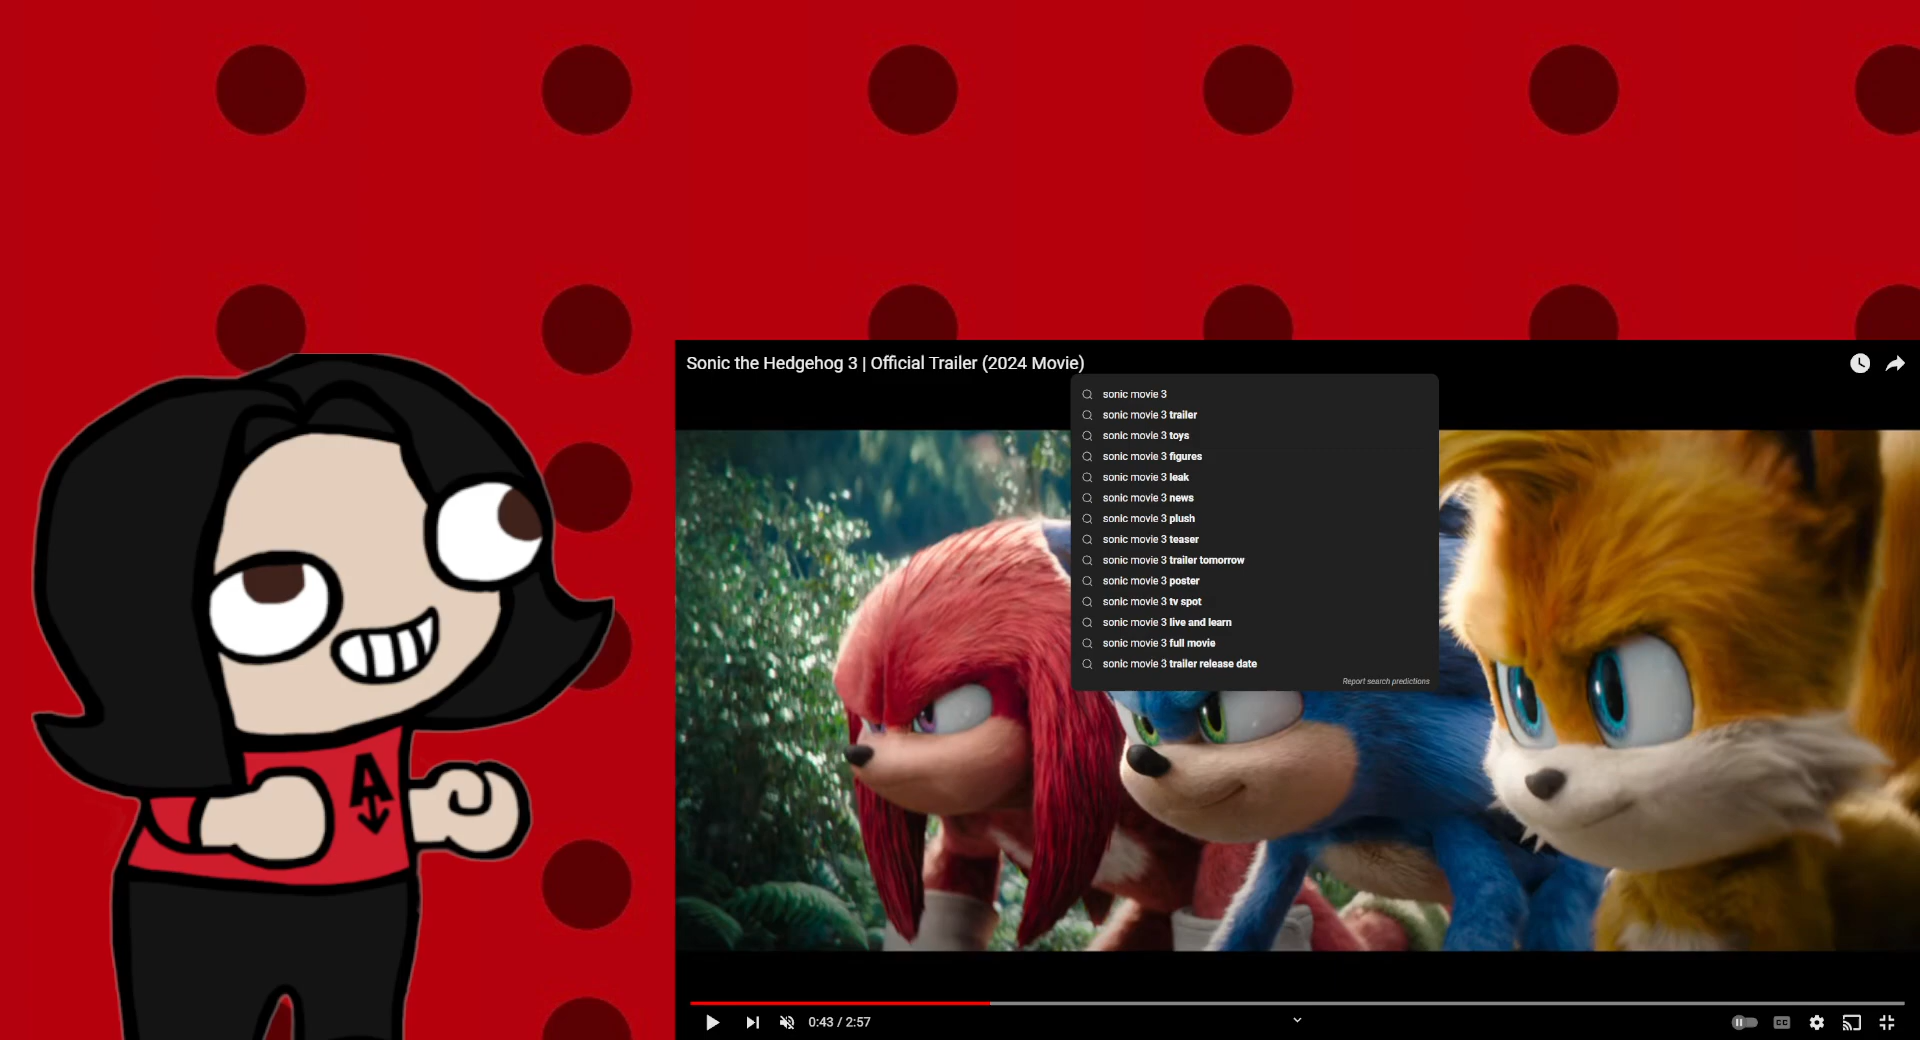 Sonic the Hedgehog 3 | Official Trailer (2024 Movie)
sonic movie 3
sonic movie 3 trailer
sonic movie 3 toys
sonic movie 3 figures
sonic movie 3 leak
sonic movie 3 news
sonic movie 3 plush
sonic movie 3 teaser
sonic movie 3 trailer tomorrow
sonic movie 3 poster
sonic movie 3 tv spot
sonic movie 3 live and learn
sonic movie 3 full movie
sonic movie 3 trailer release date
Report search predictions
A
0:43 / 2:57
CC